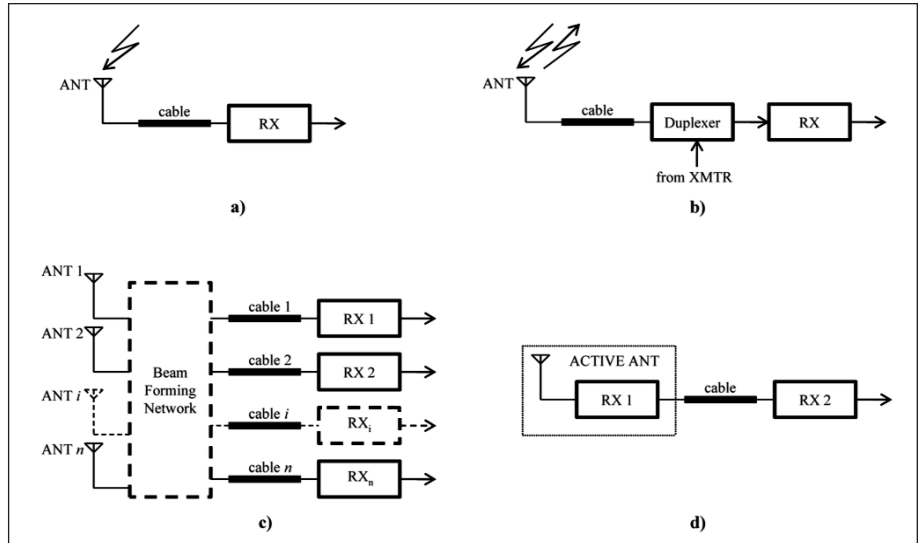 ANT
cable
RX
a)
ANT
cable
Duplexer
RX
from XMTR
b)
ANT 1
ANT 2
ANT i
ANT n
Beam
Forming
Network
cable 1
RX 1
cable 2
RX 2
cable i
RXi
cable n
RXn
c)
ACTIVE ANT
RX 1
cable
RX 2
d)